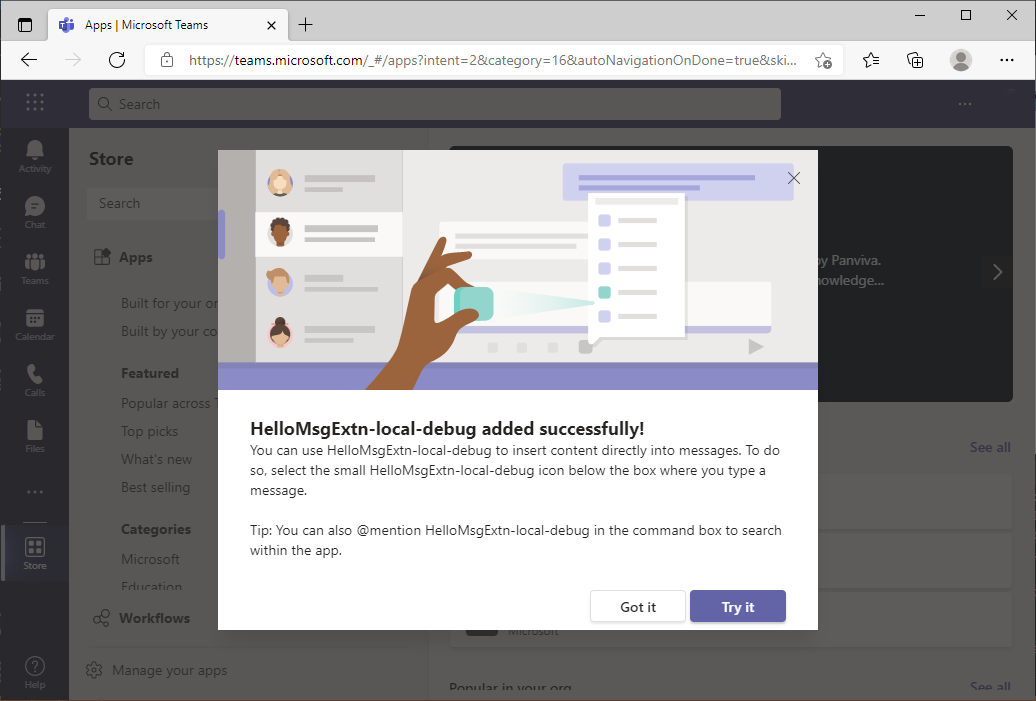 Apps | Microsoft Teams
https://teams.microsoft.com/_#/apps?intent=2&category=16&autoNavigationOnDone=true&ski...
Search
Activity
Chat
Teams
Calendar
Calls
Files
Store
Help
Store
Search
Apps
Built for your or
Built by your co
Featured
Popular across T
Top picks
What's new
Best selling
Categories
Microsoft
Education
Workflows
Manage your apps
by Panviva.
nowledge...
See all
HelloMsgExtn-local-debug added successfully!
You can use HelloMsgExtn-local-debug to insert content directly into messages. To do
so, select the small HelloMsgExtn-local-debug icon below the box where you type a
message.
Tip: You can also @mention HelloMsgExtn-local-debug in the command box to search
within the app.
Got it
Try it
Microsoft
Popular in your org
See all